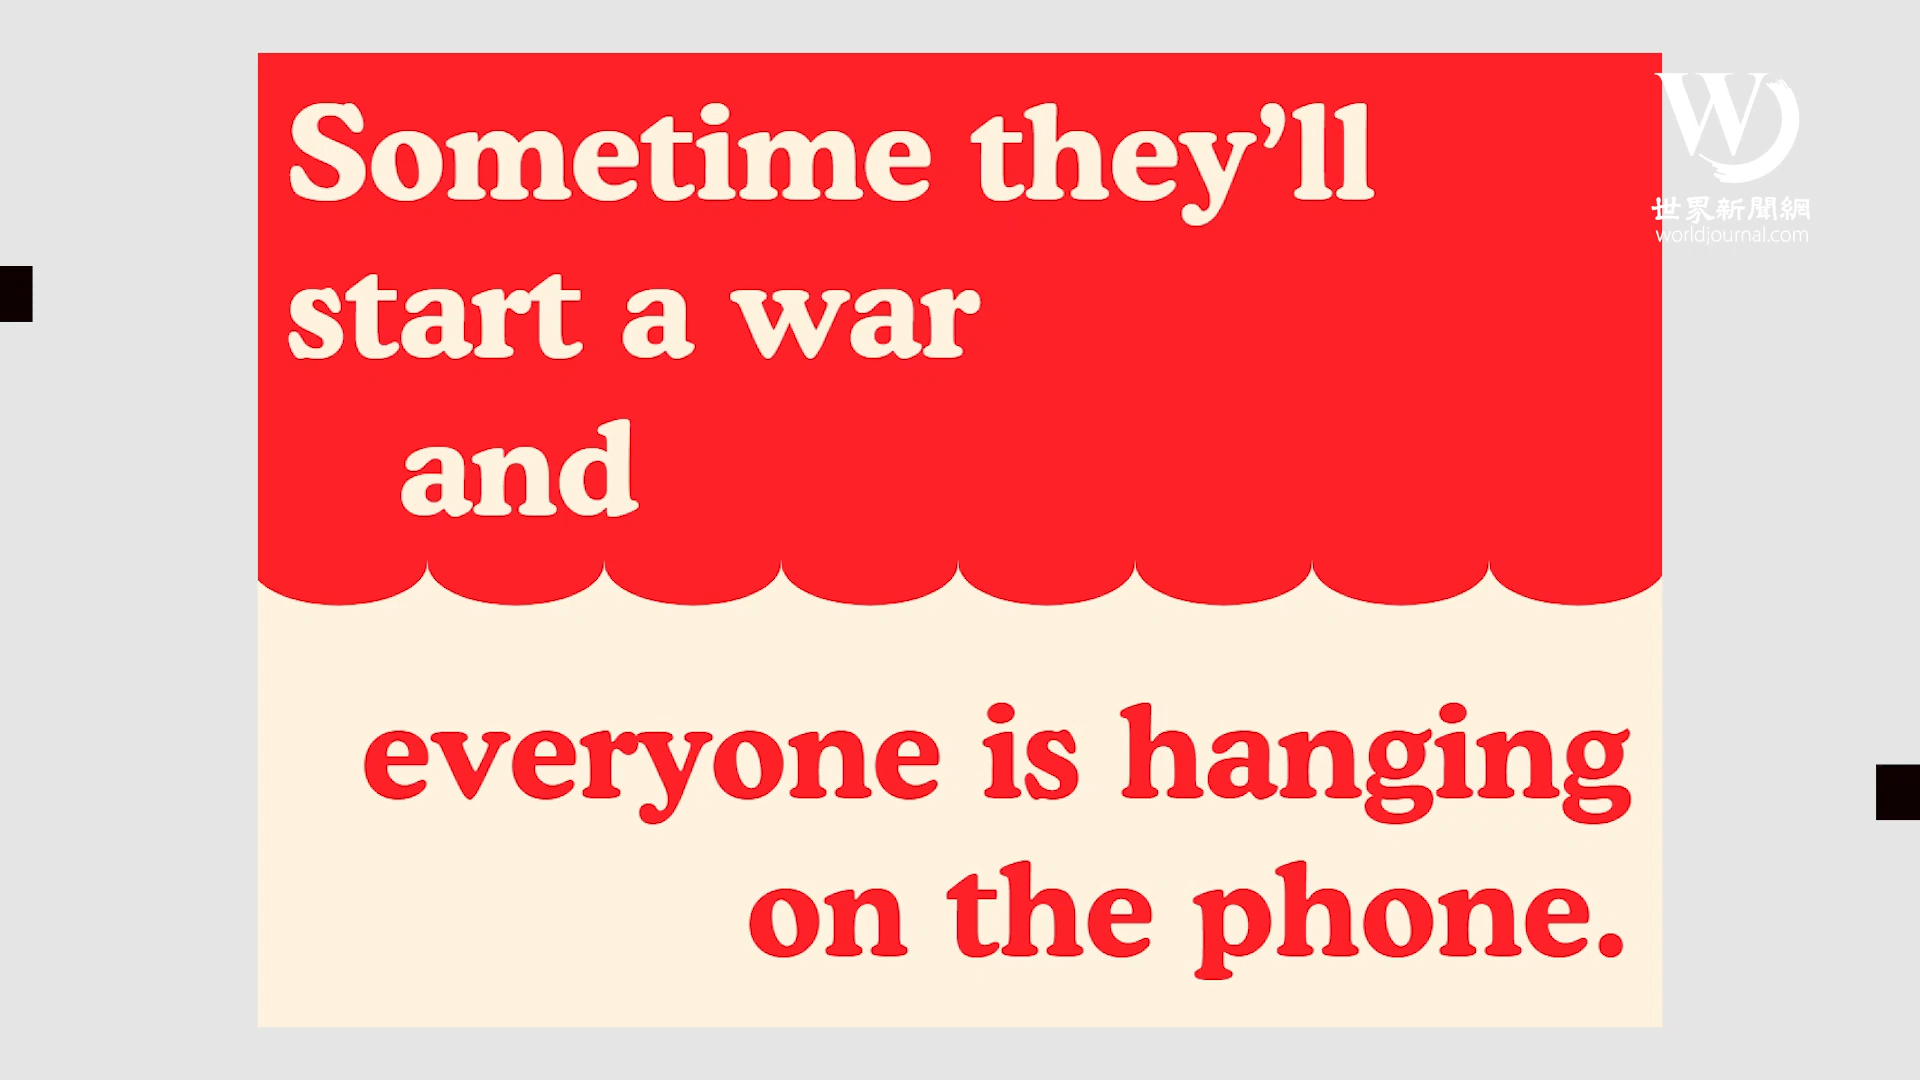 Sometime they’ll
start a war
and
everyone is hanging
on the phone.
W
世界新聞網
worldjournal.com